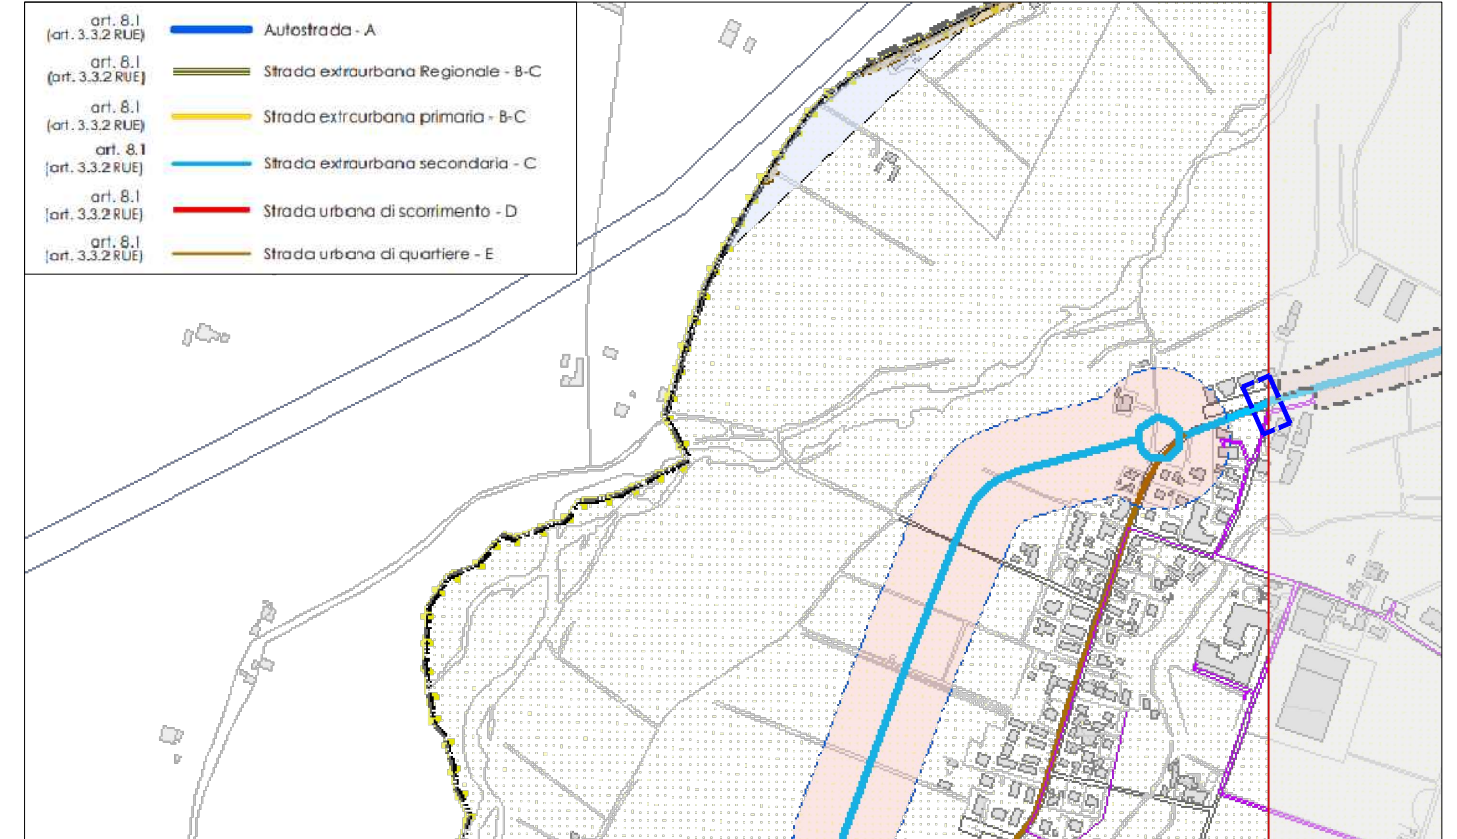 art. 8.1
(art. 3.3.2 RUE)
Autostrada - A
art. 8.1
(art. 3.3.2 RUE)
Strada extraurbana Regionale - B-C
art. 8.1
(art. 3.3.2 RUE)
Strada extraurbana primaria - B-C
art. 8.1
(art. 3.3.2 RUE)
Strada extraurbana secondaria - C
art. 8.1
(art. 3.3.2 RUE)
Strada urbana di scorrimento - D
art. 8.1
(art. 3.3.2 RUE)
Strada urbana di quartiere - E